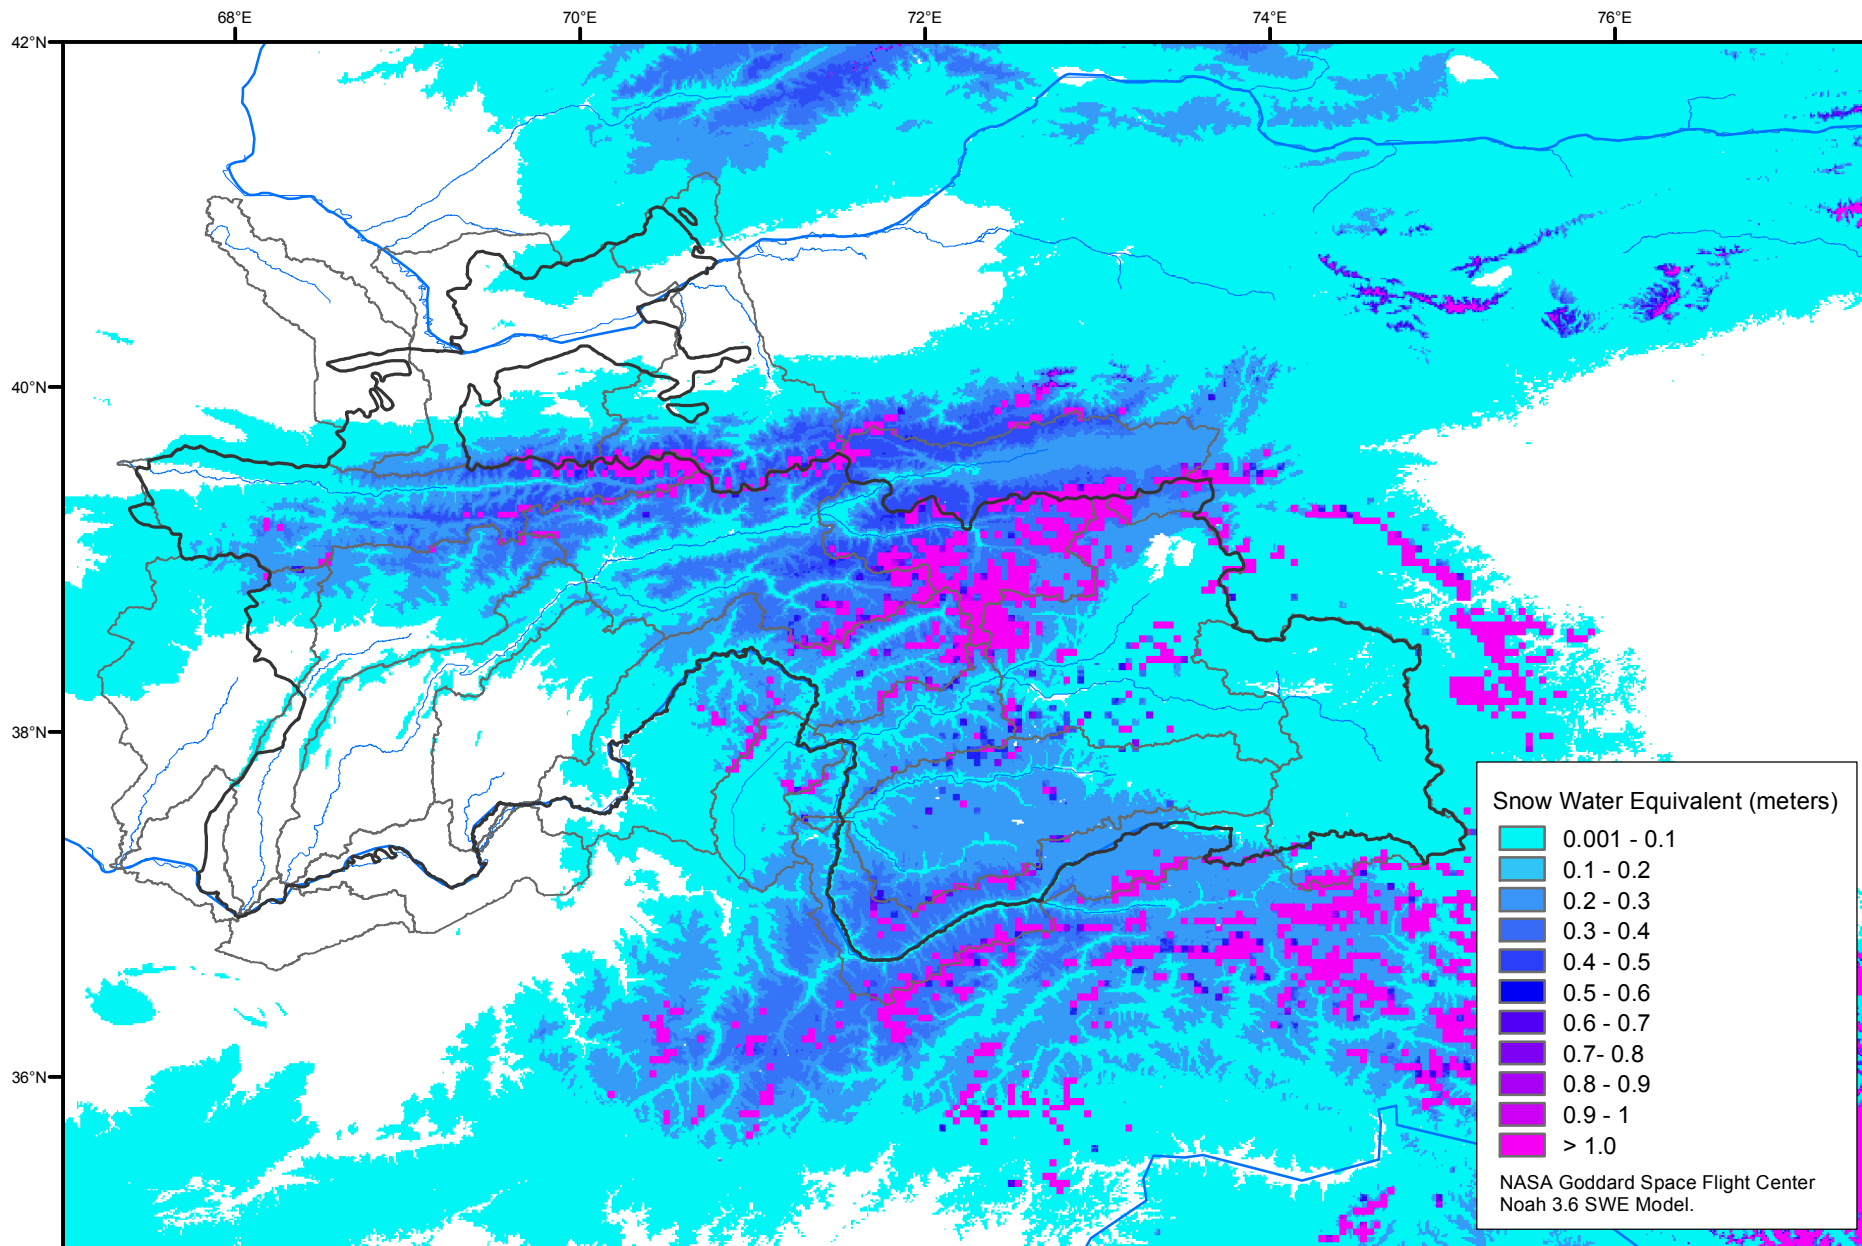 68°E 70°E 72°E 74°E 76°E
42°N
40°N
38°N
36°N
Snow Water Equivalent (meters)
0.001 - 0.1
0.1 - 0.2
0.2 - 0.3
0.3 - 0.4
0.4 - 0.5
0.5 - 0.6
0.6 - 0.7
0.7- 0.8
0.8 - 0.9
0.9 - 1
> 1.0
NASA Goddard Space Flight Center
Noah 3.6 SWE Model.